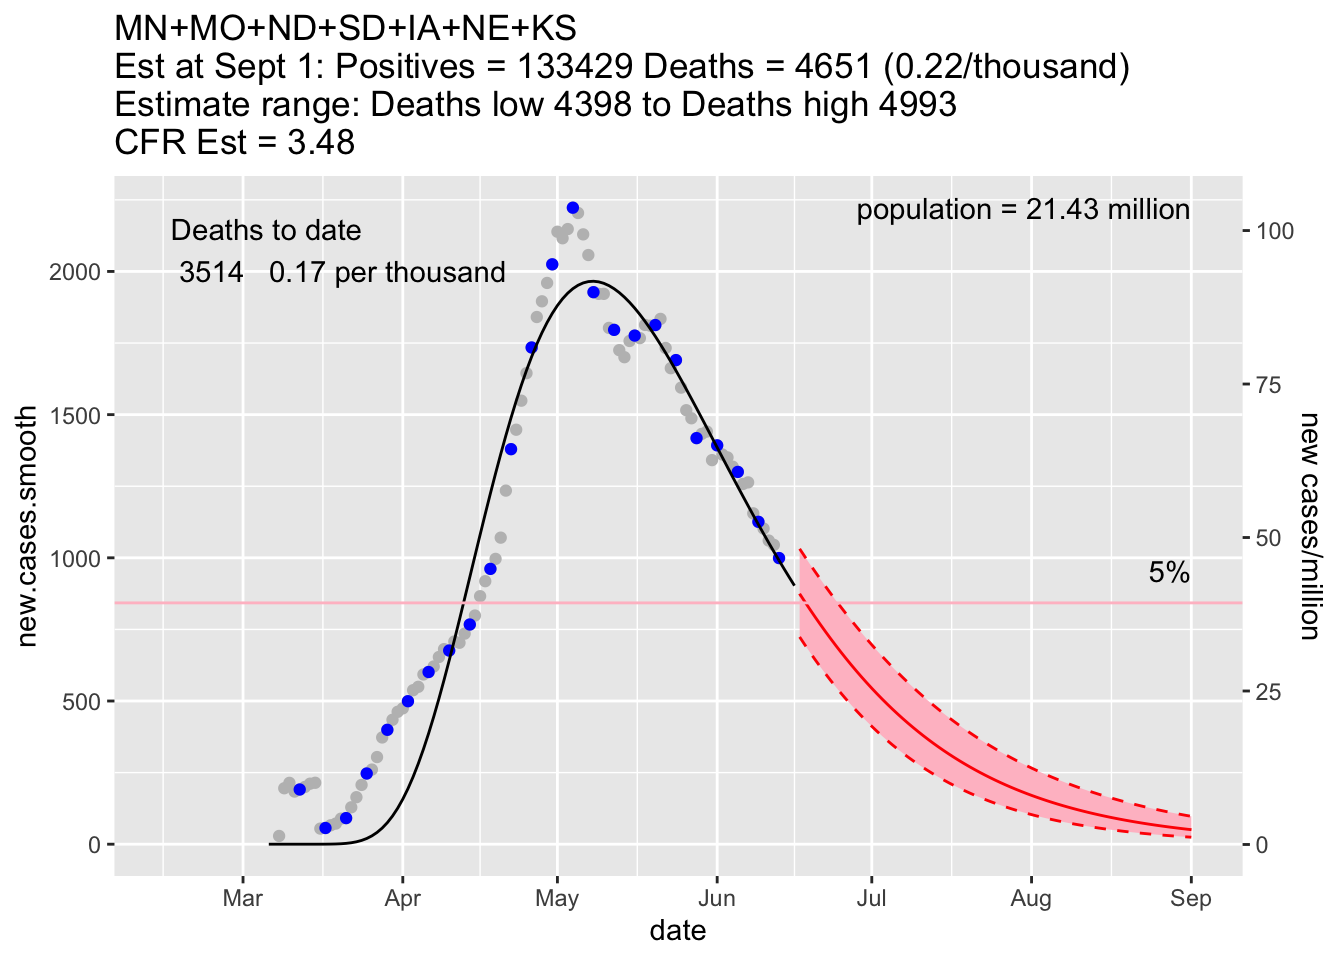 MN+MO+ND+SD+IA+NE+KS
Est at Sept 1: Positives = 133429 Deaths = 4651 (0.22/thousand)
Estimate range: Deaths low 4398 to Deaths high 4993
CFR Est = 3.48
population = 21.43 million
Deaths to date
3514 0.17 per thousand
5%
new.cases.smooth
2000
1500
1000
500
0
new cases/million
100
75
50
25
0
Mar Apr May Jun Jul Aug Sep
date